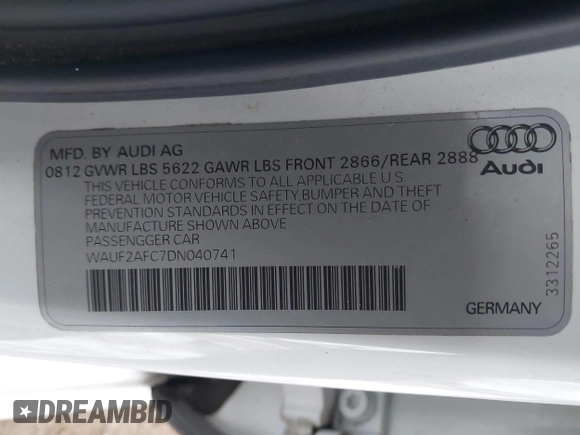 MFD. BY AUDI AG
0812 GVWR LBS 5622 GAWR LBS FRONT 2866/REAR 2888
THIS VEHICLE CONFORMS TO ALL APPLICABLE U.S
FEDERAL MOTOR VEHICLE SAFETY,BUMPER AND THEFT
PREVENTION STANDARDS IN EFFECT ON THE DATE OF
MANUFACTURE SHOWN ABOVE
PASSENGGER CAR
WAUF2AFC7DN040741
Audi
3312265
GERMANY
DREAMBID